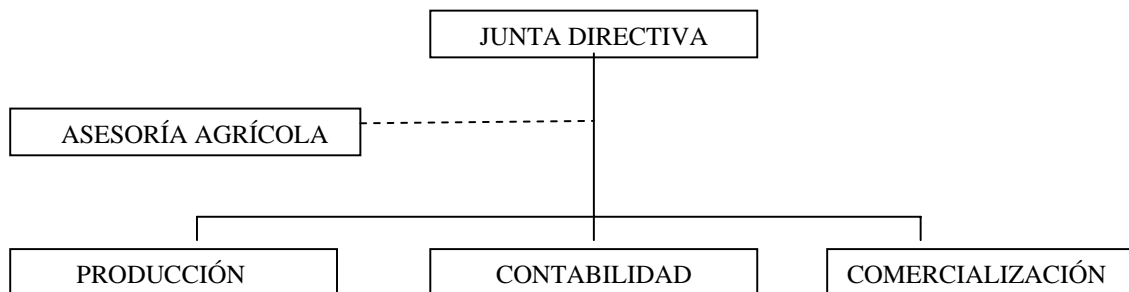 JUNTA DIRECTIVA
ASESORÍA AGRÍCOLA
PRODUCCIÓN
CONTABILIDAD
COMERCIALIZACIÓN